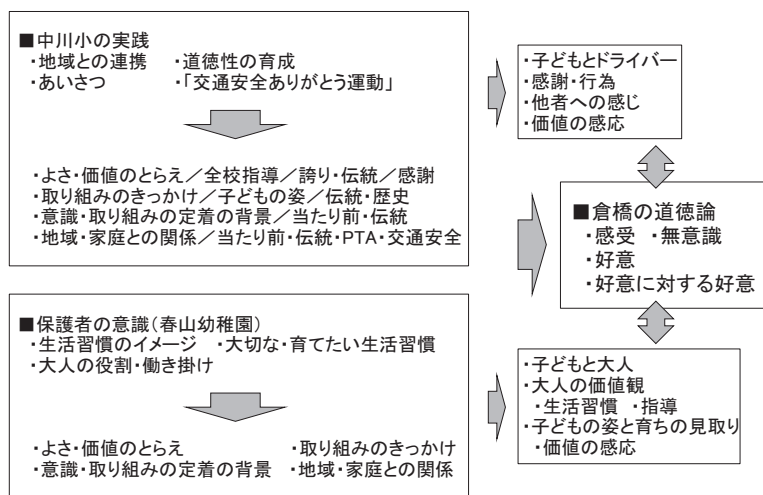 ■中川小の実践
・地域との連携　・道徳性の育成
・あいさつ　・「交通安全ありがとう運動」
・よさ・価値のとらえ／全校指導／誇り・伝統／感謝
・取り組みのきっかけ／子どもの姿／伝統・歴史
・意識・取り組みの定着の背景／当たり前・伝統
・地域・家庭との関係／当たり前・伝統・PTA・交通安全
・子どもとドライバー
・感謝・行為
・他者への感じ
・価値の感応
■倉橋の道徳論
・感受　・無意識
・好意
・好意に対する好意
■保護者の意識（春山幼稚園）
・生活習慣のイメージ　・大切な・育てたい生活習慣
・大人の役割・働き掛け
・よさ・価値のとらえ　・取り組みのきっかけ
・意識・取り組みの定着の背景　・地域・家庭との関係
・子どもと大人
・大人の価値観
・生活習慣　・指導
・子どもの姿と育ちの見取り
・価値の感応